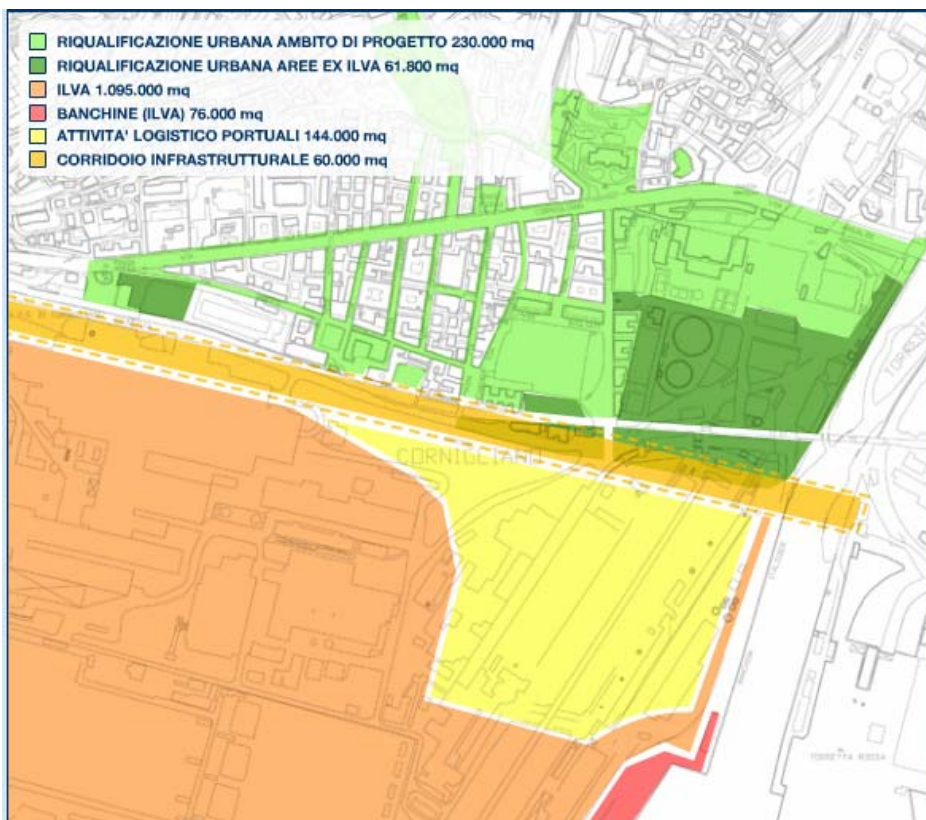 RIQUALIFICAZIONE URBANA AMBITO DI PROGETTO 230.000 mq
RIQUALIFICAZIONE URBANA AREE EX ILVA 61.800 mq
ILVA 1.095.000 mq
BANCHINE (ILVA) 76.000 mq
ATTIVITA' LOGISTICO PORTUALI 144.000 mq
CORRIDOIO INFRASTRUTTURALE 60.000 mq
CORNIGLIANO